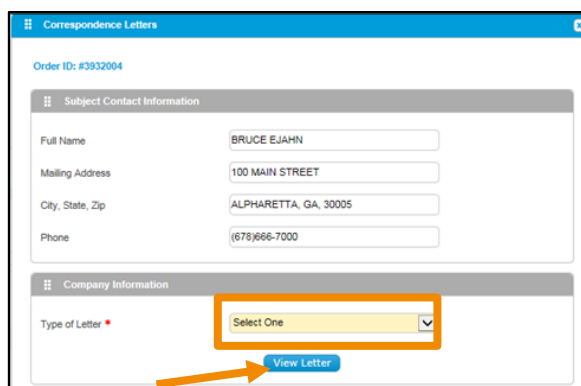 Correspondence Letters
Order ID: #3932004
Subject Contact Information
Full Name BRUCE EJAHN
Mailing Address 100 MAIN STREET
City, State, Zip ALPHARETTA, GA, 30005
Phone (678)666-7000
Company Information
Type of Letter * Select One
View Letter